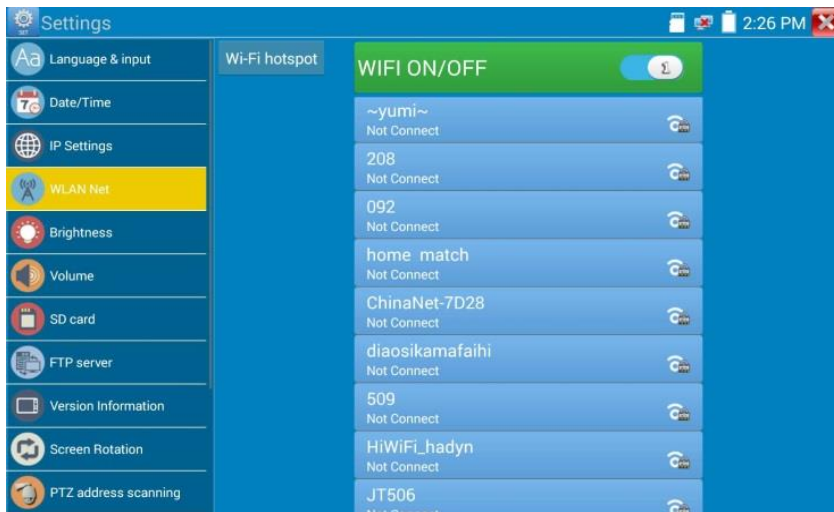 Settings
2:26 PM
Language & input
Date/Time
IP Settings
WLAN Net
Brightness
Volume
SD card
FTP server
Version Information
Screen Rotation
PTZ address scanning
Wi-Fi hotspot
WIFI ON/OFF
~yumi~
Not Connect
208
Not Connect
092
Not Connect
home match
Not Connect
ChinaNet-7D28
Not Connect
diaosikamafaihi
Not Connect
509
Not Connect
HiWiFi_hadyn
Not Connect
JT506